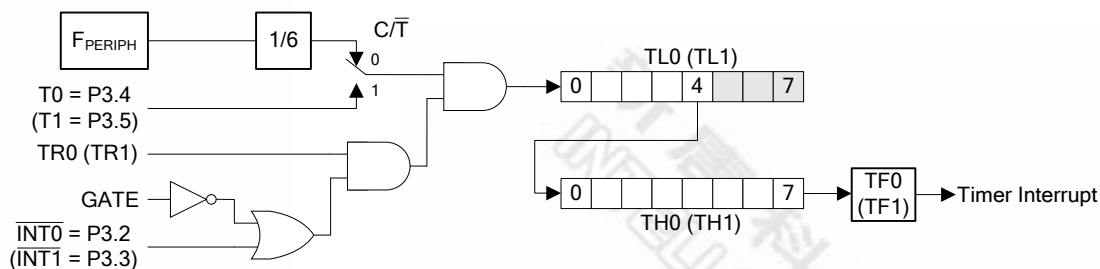 F_PERIPH
1/6
C/T̅
0
1
T0 = P3.4
(T1 = P3.5)
TR0 (TR1)
GATE
I̅N̅T̅0̅ = P3.2
(I̅N̅T̅1̅ = P3.3)
TL0 (TL1)
0 4 7
0 7
TH0 (TH1)
TF0
(TF1)
Timer Interrupt